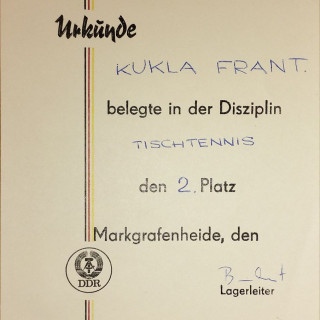 Urkunde
KUKLA FRANT.
belegte in der Disziplin
TISCHTENNIS
den 2. Platz
Markgrafenheide, den
DDR
Lagerleiter